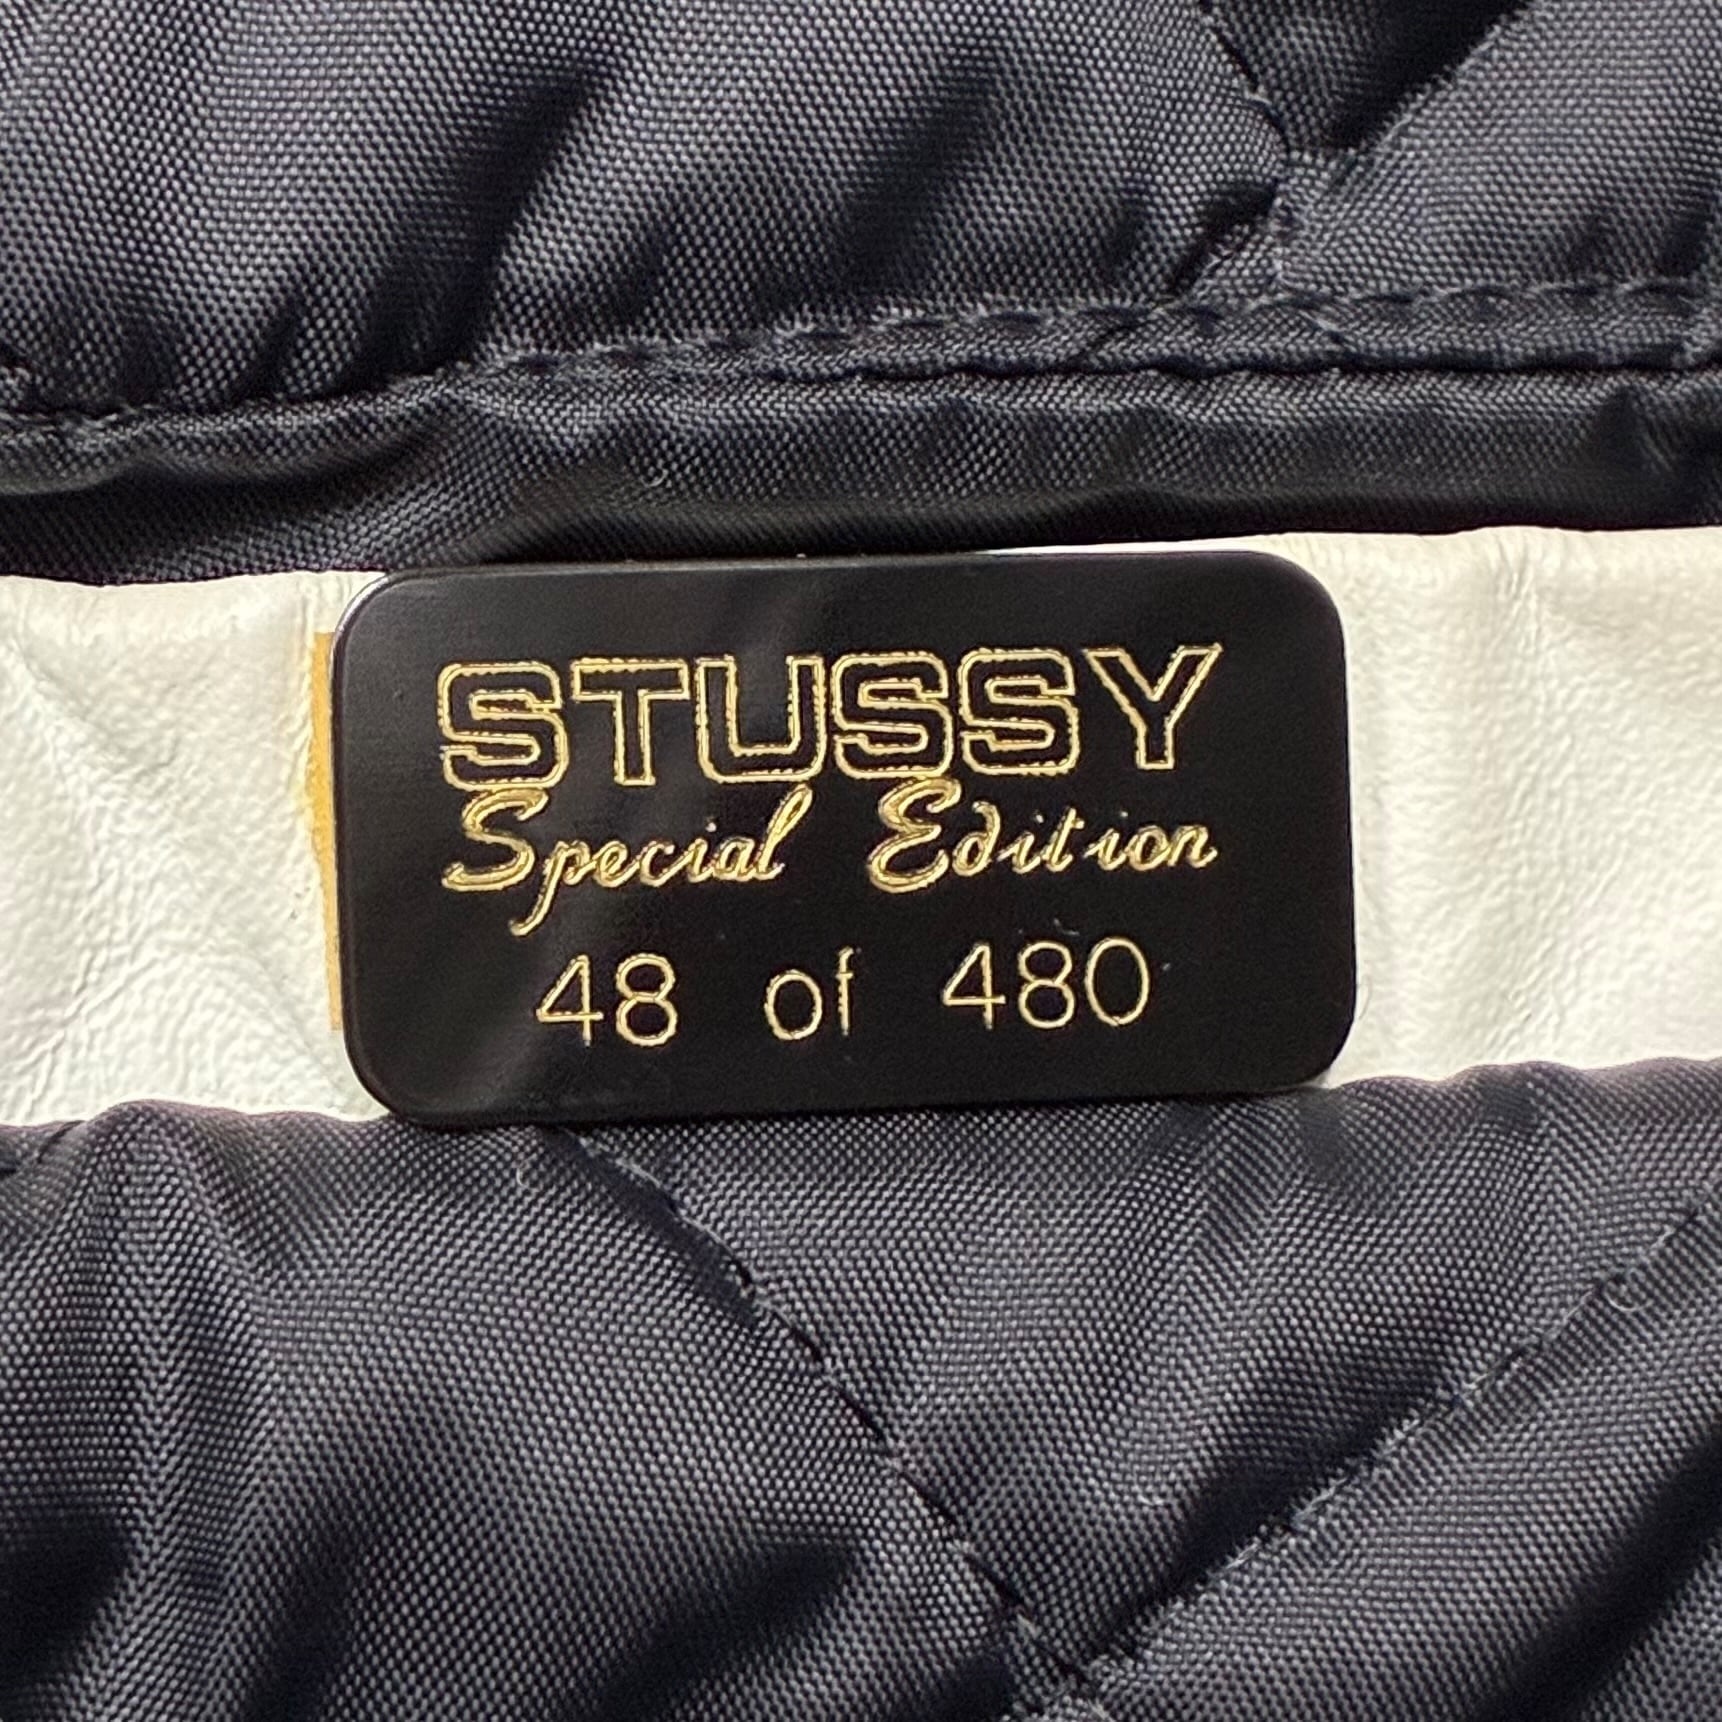 STUSSY
Special Edition
48 of 480